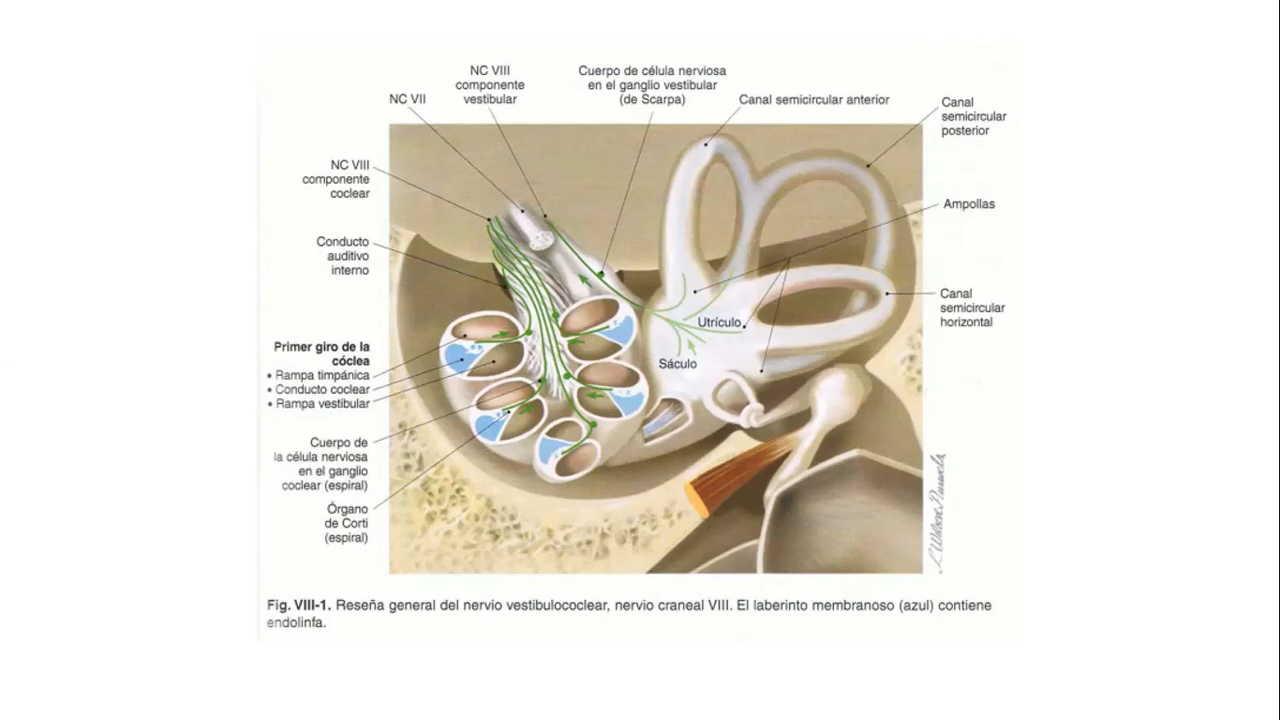 NC VII
NC VIII
componente
vestibular
Cuerpo de célula nerviosa
en el ganglio vestibular
(de Scarpa)
Canal semicircular anterior
Canal
semicircular
posterior
NC VIII
componente
coclear
Ampollas
Conducto
auditivo
interno
Canal
semicircular
horizontal
Utrículo
Sáculo
Primer giro de la
cóclea
• Rampa timpánica
• Conducto coclear
• Rampa vestibular
Cuerpo de
la célula nerviosa
en el ganglio
coclear (espiral)
Órgano
de Corti
(espiral)
Fig. VIII-1. Reseña general del nervio vestibulococlear, nervio craneal VIII. El laberinto membranoso (azul) contiene
endolinfa.